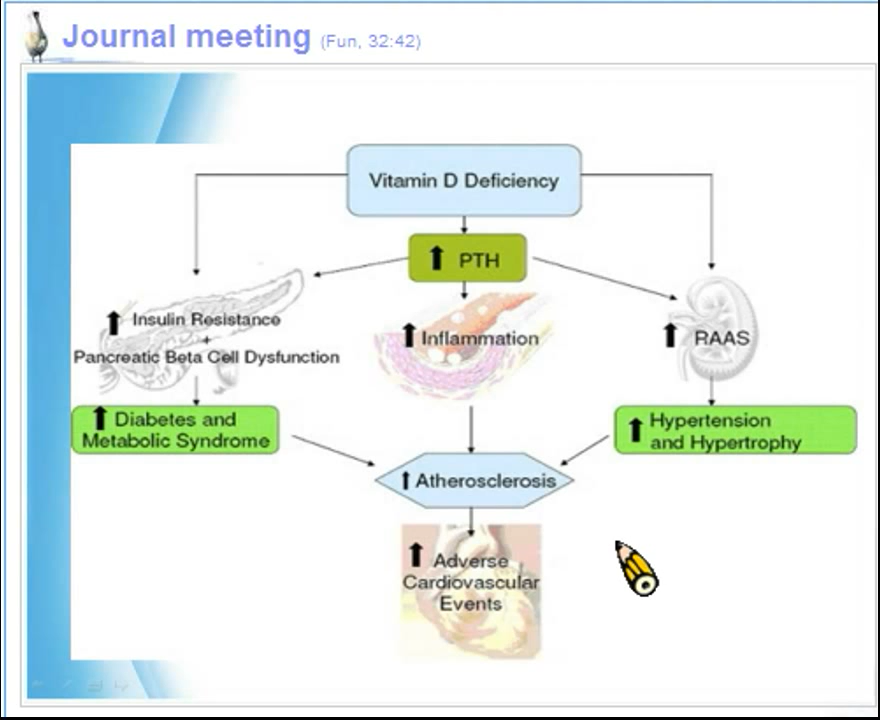 Journal meeting (Fun, 32:42)
Vitamin D Deficiency
PTH
Insulin Resistance
+
Pancreatic Beta Cell Dysfunction
Inflammation
RAAS
Diabetes and
Metabolic Syndrome
Hypertension
and Hypertrophy
Atherosclerosis
Adverse
Cardiovascular
Events